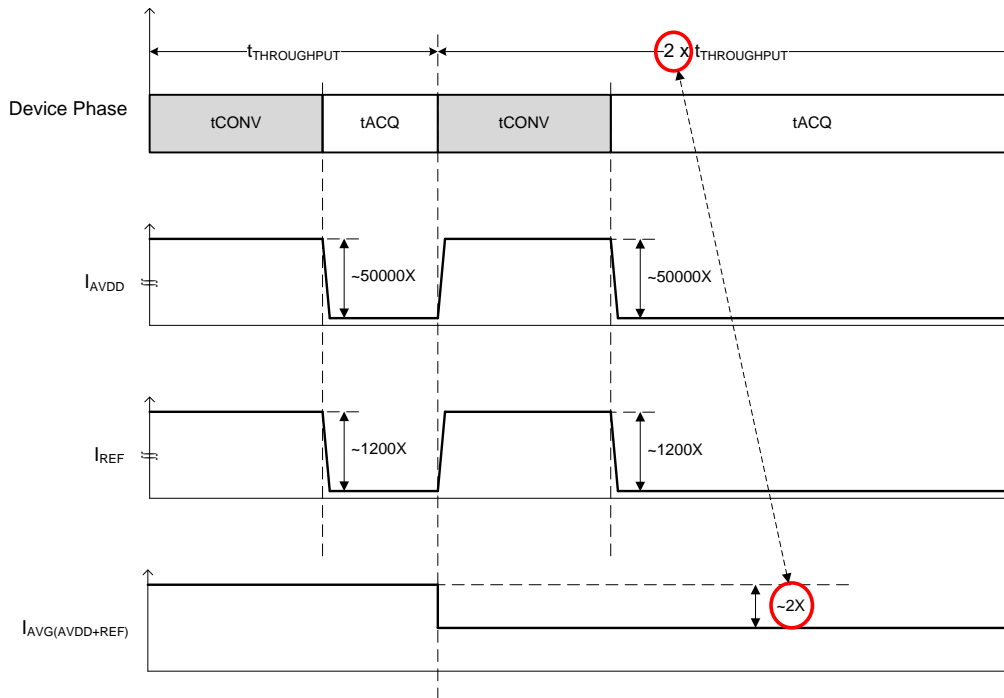 tTHROUGHPUT
2 x tTHROUGHPUT
Device Phase
tCONV
tACQ
tCONV
tACQ
IAVDD
~50000X
~50000X
IREF
~1200X
~1200X
IAVG(AVDD+REF)
~2X